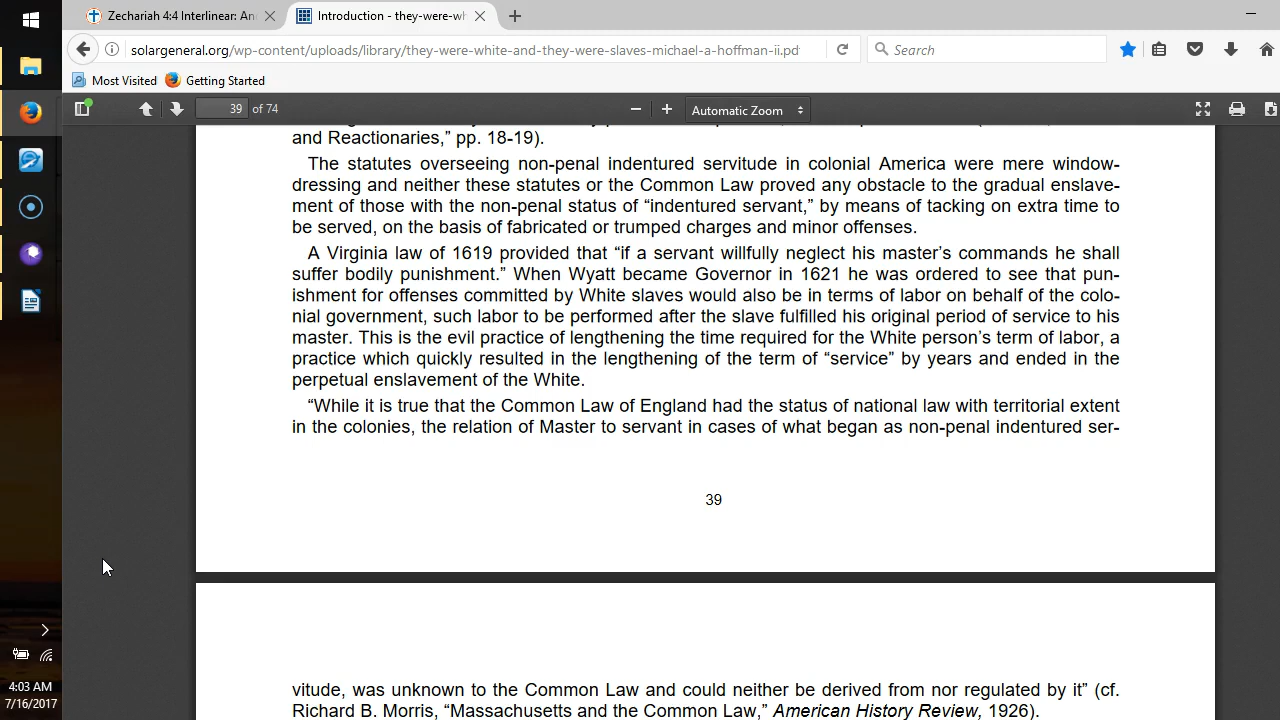 Zechariah 4:4 Interlinear: An
Introduction - they-were-wh
solargeneral.org/wp-content/uploads/library/they-were-white-and-they-were-slaves-michael-a-hoffman-ii.pd
Search
Most Visited
Getting Started
39 of 74
Automatic Zoom
and Reactionaries,” pp. 18-19).
The statutes overseeing non-penal indentured servitude in colonial America were mere window-
dressing and neither these statutes or the Common Law proved any obstacle to the gradual enslave-
ment of those with the non-penal status of “indentured servant,” by means of tacking on extra time to
be served, on the basis of fabricated or trumped charges and minor offenses.
A Virginia law of 1619 provided that “if a servant willfully neglect his master’s commands he shall
suffer bodily punishment.” When Wyatt became Governor in 1621 he was ordered to see that pun-
ishment for offenses committed by White slaves would also be in terms of labor on behalf of the colo-
nial government, such labor to be performed after the slave fulfilled his original period of service to his
master. This is the evil practice of lengthening the time required for the White person’s term of labor, a
practice which quickly resulted in the lengthening of the term of “service” by years and ended in the
perpetual enslavement of the White.
“While it is true that the Common Law of England had the status of national law with territorial extent
in the colonies, the relation of Master to servant in cases of what began as non-penal indentured ser-
39
vitude, was unknown to the Common Law and could neither be derived from nor regulated by it” (cf.
Richard B. Morris, “Massachusetts and the Common Law,” American History Review, 1926).
4:03 AM
7/16/2017